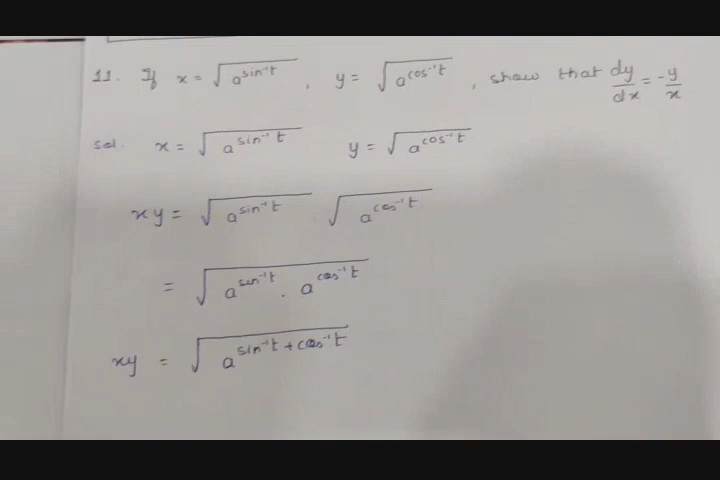 11. If x = √a^sin⁻¹t , y = √a^cos⁻¹t , show that dy/dx = -y/x
sol. x = √a^sin⁻¹t y = √a^cos⁻¹t
xy = √a^sin⁻¹t . √a^cos⁻¹t
= √a^sin⁻¹t . a^cos⁻¹t
xy = √a^sin⁻¹t + cos⁻¹t